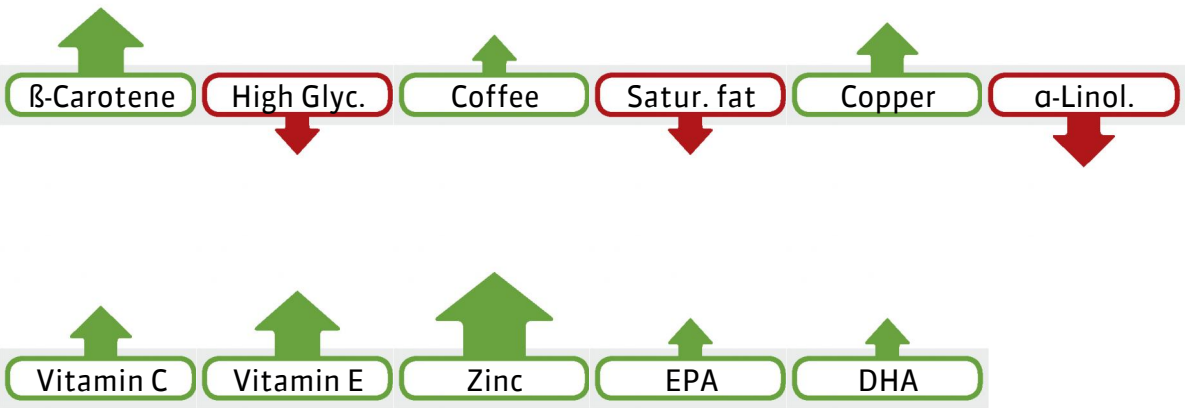 ß-Carotene High Glyc. Coffee Satur. fat Copper α-Linol.
Vitamin C Vitamin E Zinc EPA DHA